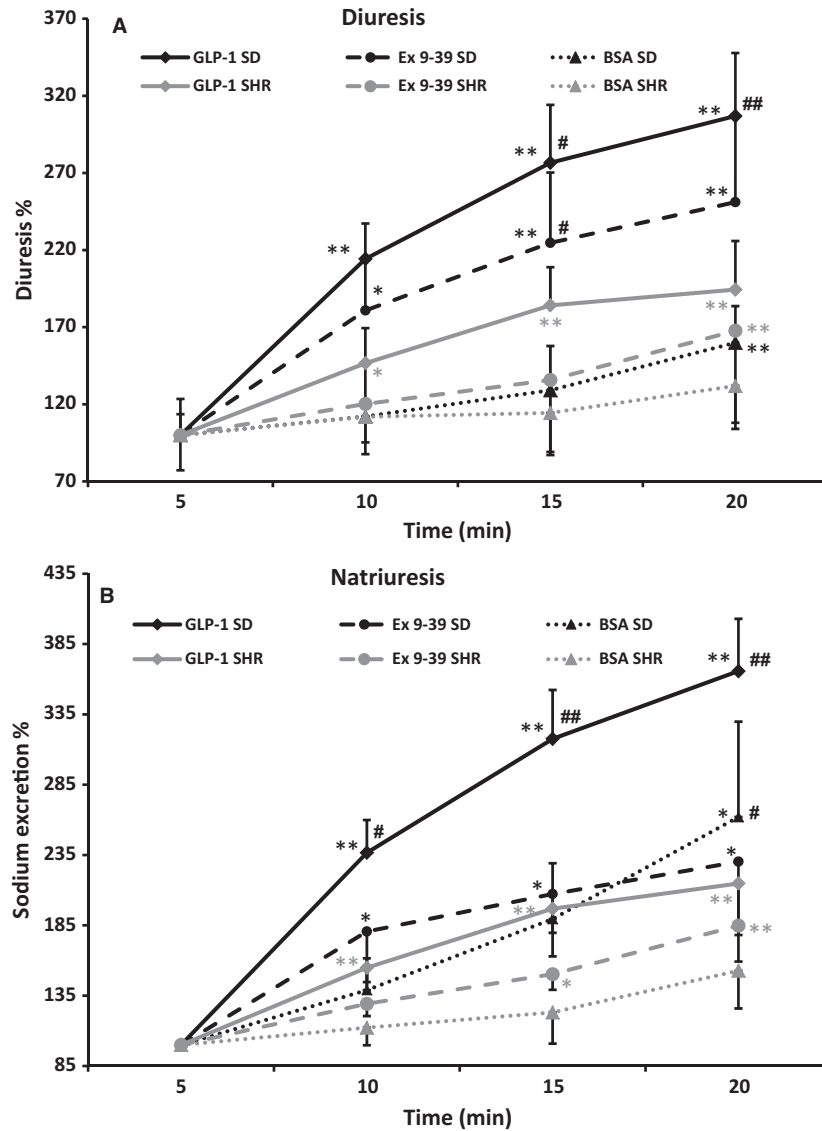 A
Diuresis
GLP-1 SD
Ex 9-39 SD
BSA SD
GLP-1 SHR
Ex 9-39 SHR
BSA SHR
Diuresis %
370
320
270
220
170
120
70
**
*
*
**
#
**
#
**
**
##
**
**
**
**
5
10
15
20
Time (min)
B
Natriuresis
GLP-1 SD
Ex 9-39 SD
BSA SD
GLP-1 SHR
Ex 9-39 SHR
BSA SHR
Sodium excretion %
435
385
335
285
235
185
135
85
**
#
*
**
**
##
*
**
*
**
##
*
#
*
**
**
5
10
15
20
Time (min)